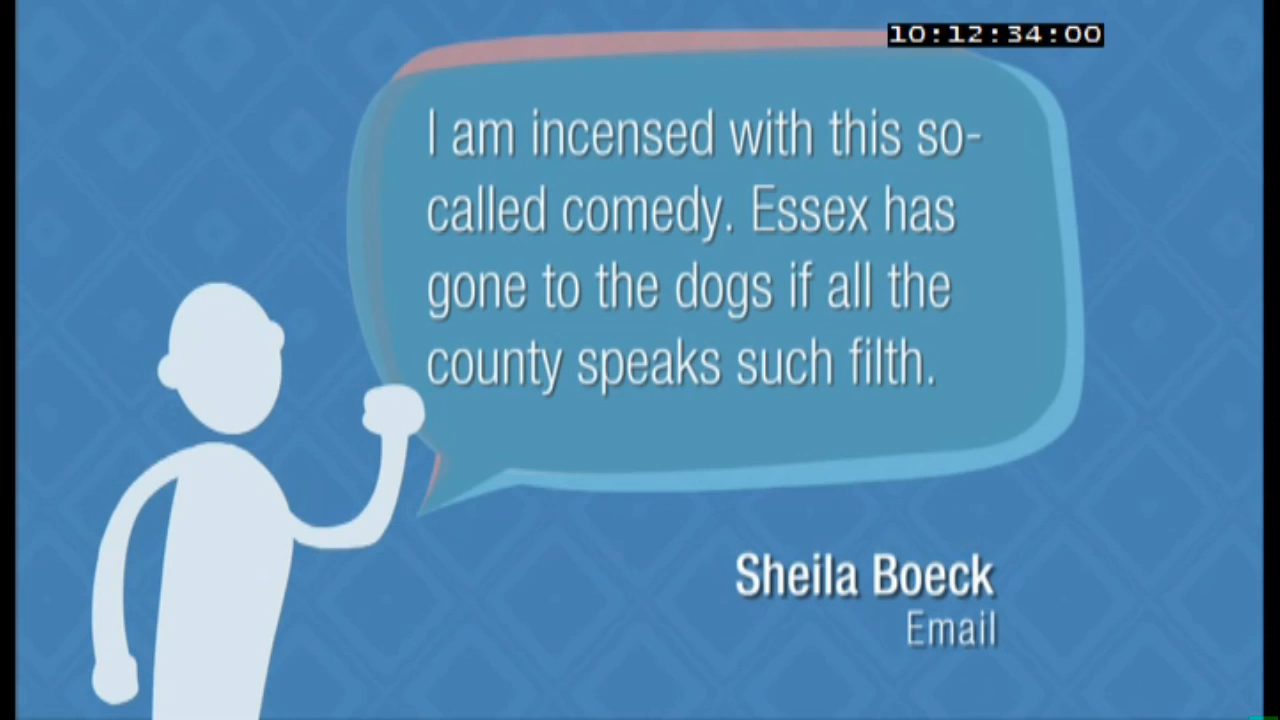 10:12:34:00
I am incensed with this so-
called comedy. Essex has
gone to the dogs if all the
county speaks such filth.
Sheila Boeck
Email